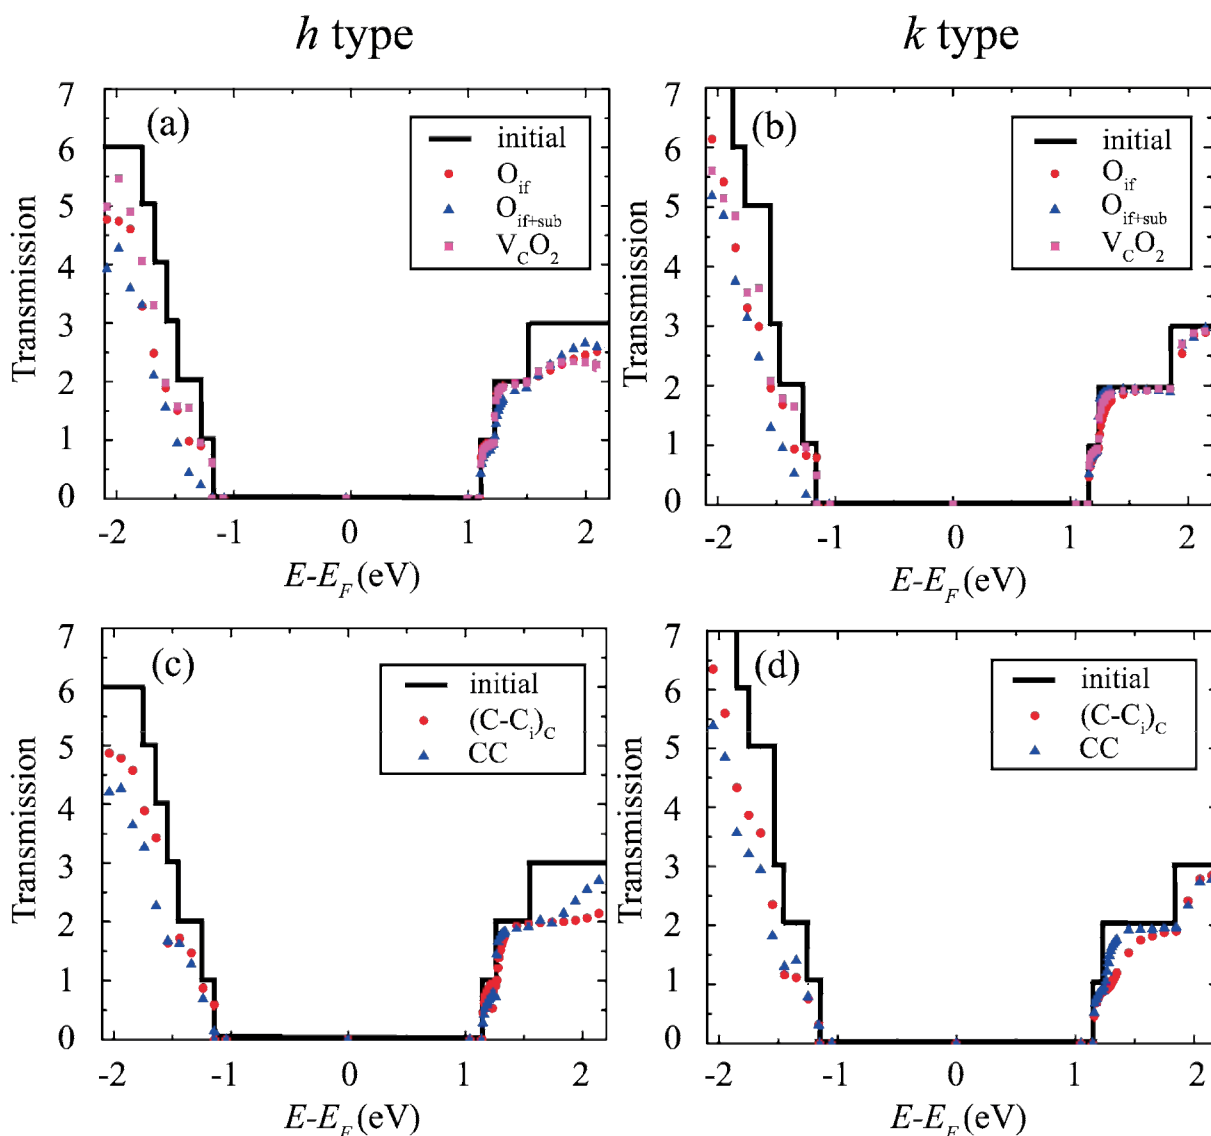 h type
k type
7
6
5
4
3
2
1
0
Transmission
(a)
initial
O_if
O_if+sub
V_CO_2
-2
-1
0
1
2
E-E_F (eV)
7
6
5
4
3
2
1
0
Transmission
(b)
initial
O_if
O_if+sub
V_CO_2
-2
-1
0
1
2
E-E_F (eV)
7
6
5
4
3
2
1
0
Transmission
(c)
initial
(C-C_i)_C
CC
-2
-1
0
1
2
E-E_F (eV)
7
6
5
4
3
2
1
0
Transmission
(d)
initial
(C-C_i)_C
CC
-2
-1
0
1
2
E-E_F (eV)